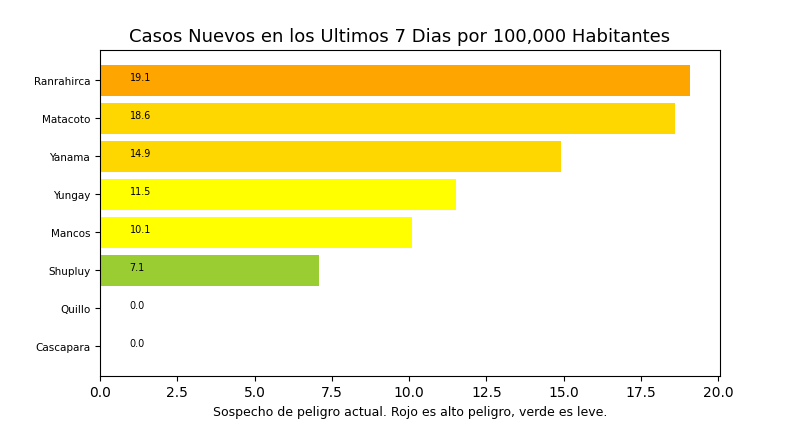 Casos Nuevos en los Ultimos 7 Dias por 100,000 Habitantes
Ranrahirca 19.1
Matacoto 18.6
Yanama 14.9
Yungay 11.5
Mancos 10.1
Shupluy 7.1
Quillo 0.0
Cascapara 0.0
0.0 2.5 5.0 7.5 10.0 12.5 15.0 17.5 20.0
Sospecho de peligro actual. Rojo es alto peligro, verde es leve.